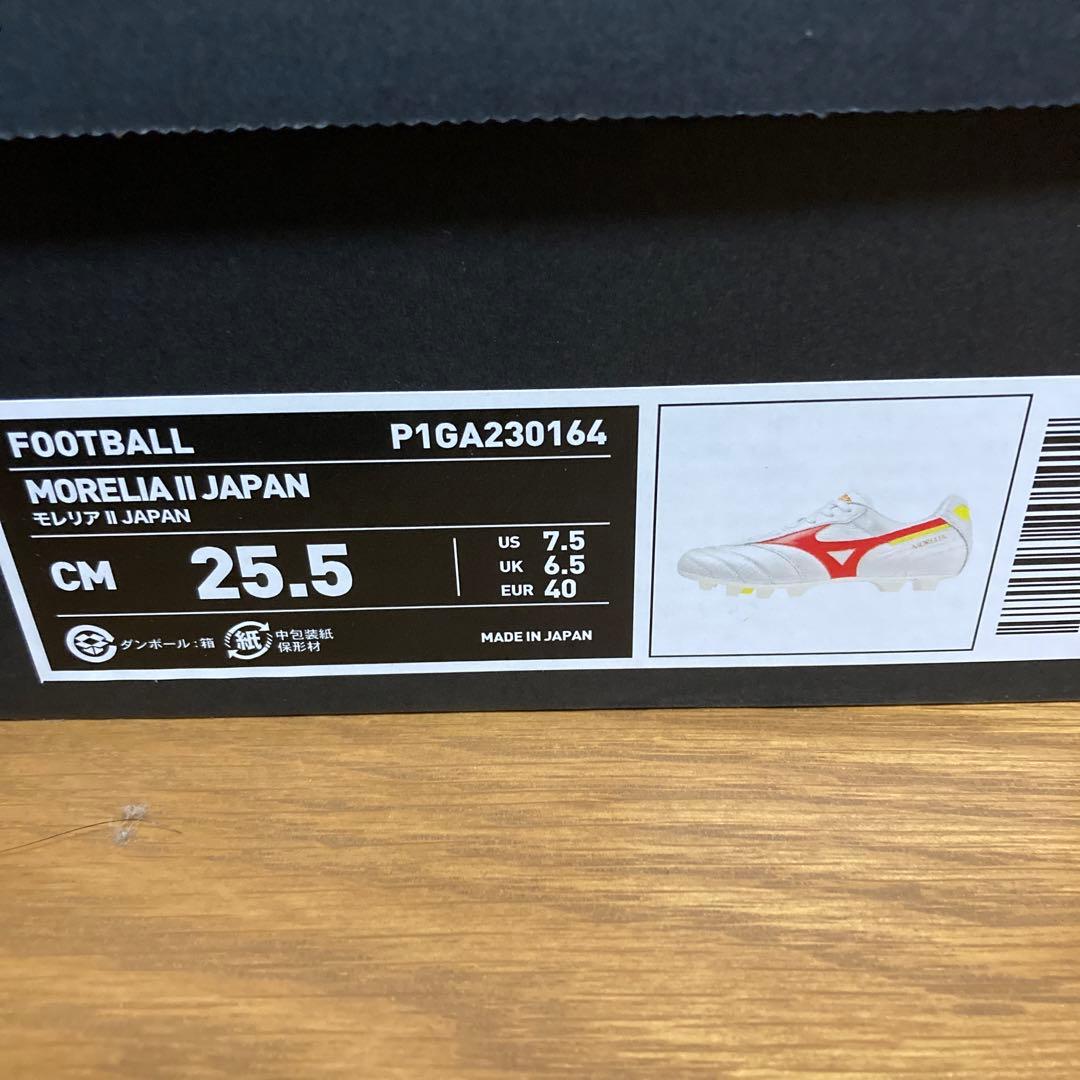 FOOTBALL P1GA230164
MORELIA II JAPAN
モレリア II JAPAN
CM 25.5
US 7.5
UK 6.5
EUR 40
ダンボール:箱
紙 中包装紙
保形材
MADE IN JAPAN
MORELIA